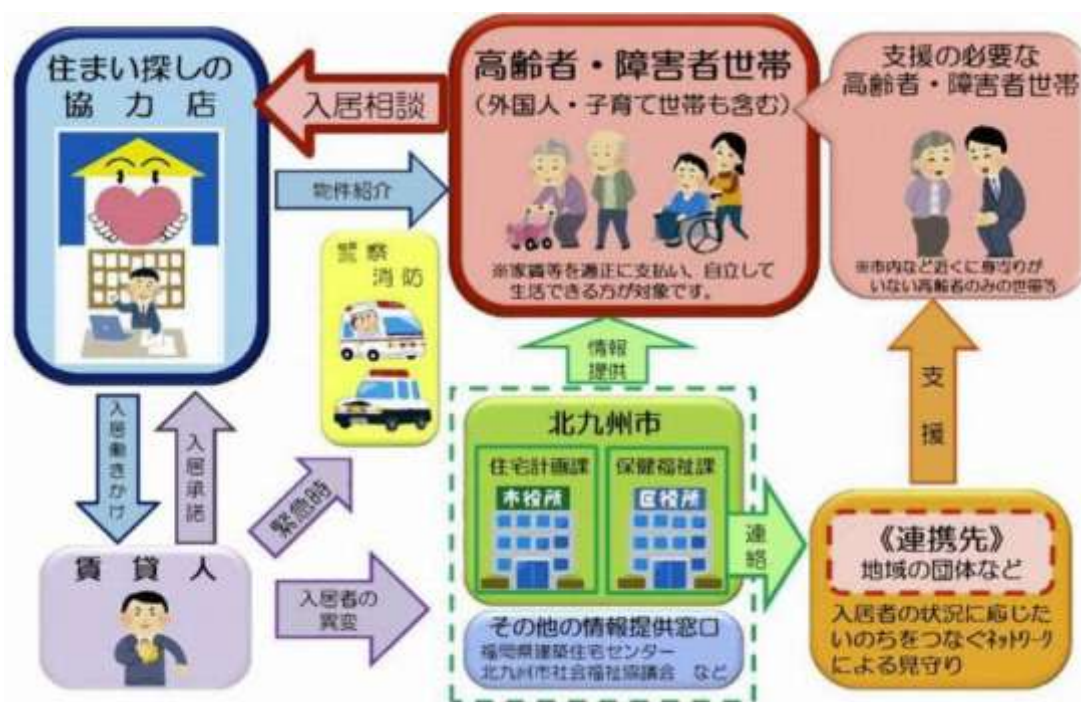 住まい探しの
協力店
入居相談
高齢者・障害者世帯
(外国人・子育て世帯も含む)
※家賃等を適正に支払い、自立して
生活できる方が対象です。
支援の必要な
高齢者・障害者世帯
※市内など近くに身寄りが
いない高齢者のみの世帯等
物件紹介
警察
消防
情報
提供
支援
入居働きかけ
入居承諾
緊急時
賃貸人
入居者の
異変
北九州市
住宅計画課
市役所
保健福祉課
区役所
連絡
その他の情報提供窓口
福岡県建築住宅センター
北九州市社会福祉協議会 など
《連携先》
地域の団体など
入居者の状況に応じた
いのちをつなぐネットワーク
による見守り